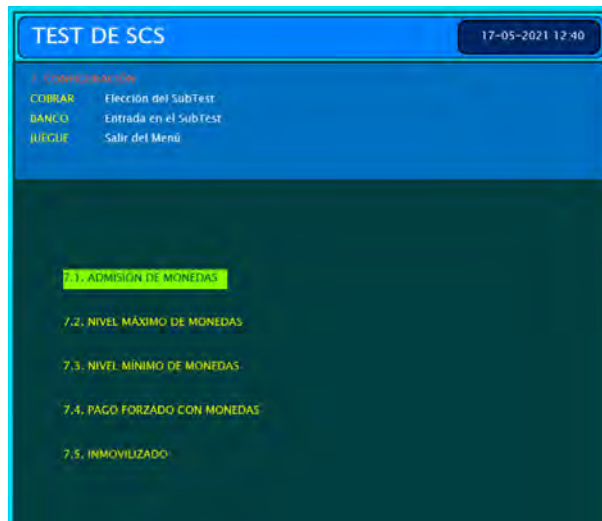 TEST DE SCS
17-05-2021 12:40
7. CONFIGURACIÓN
COBRAR Elección del SubTest
BANCO Entrada en el SubTest
JUEGUE Salir del Menú
7.1. ADMISIÓN DE MONEDAS
7.2. NIVEL MÁXIMO DE MONEDAS
7.3. NIVEL MÍNIMO DE MONEDAS
7.4. PAGO FORZADO CON MONEDAS
7.5. INMOVILIZADO